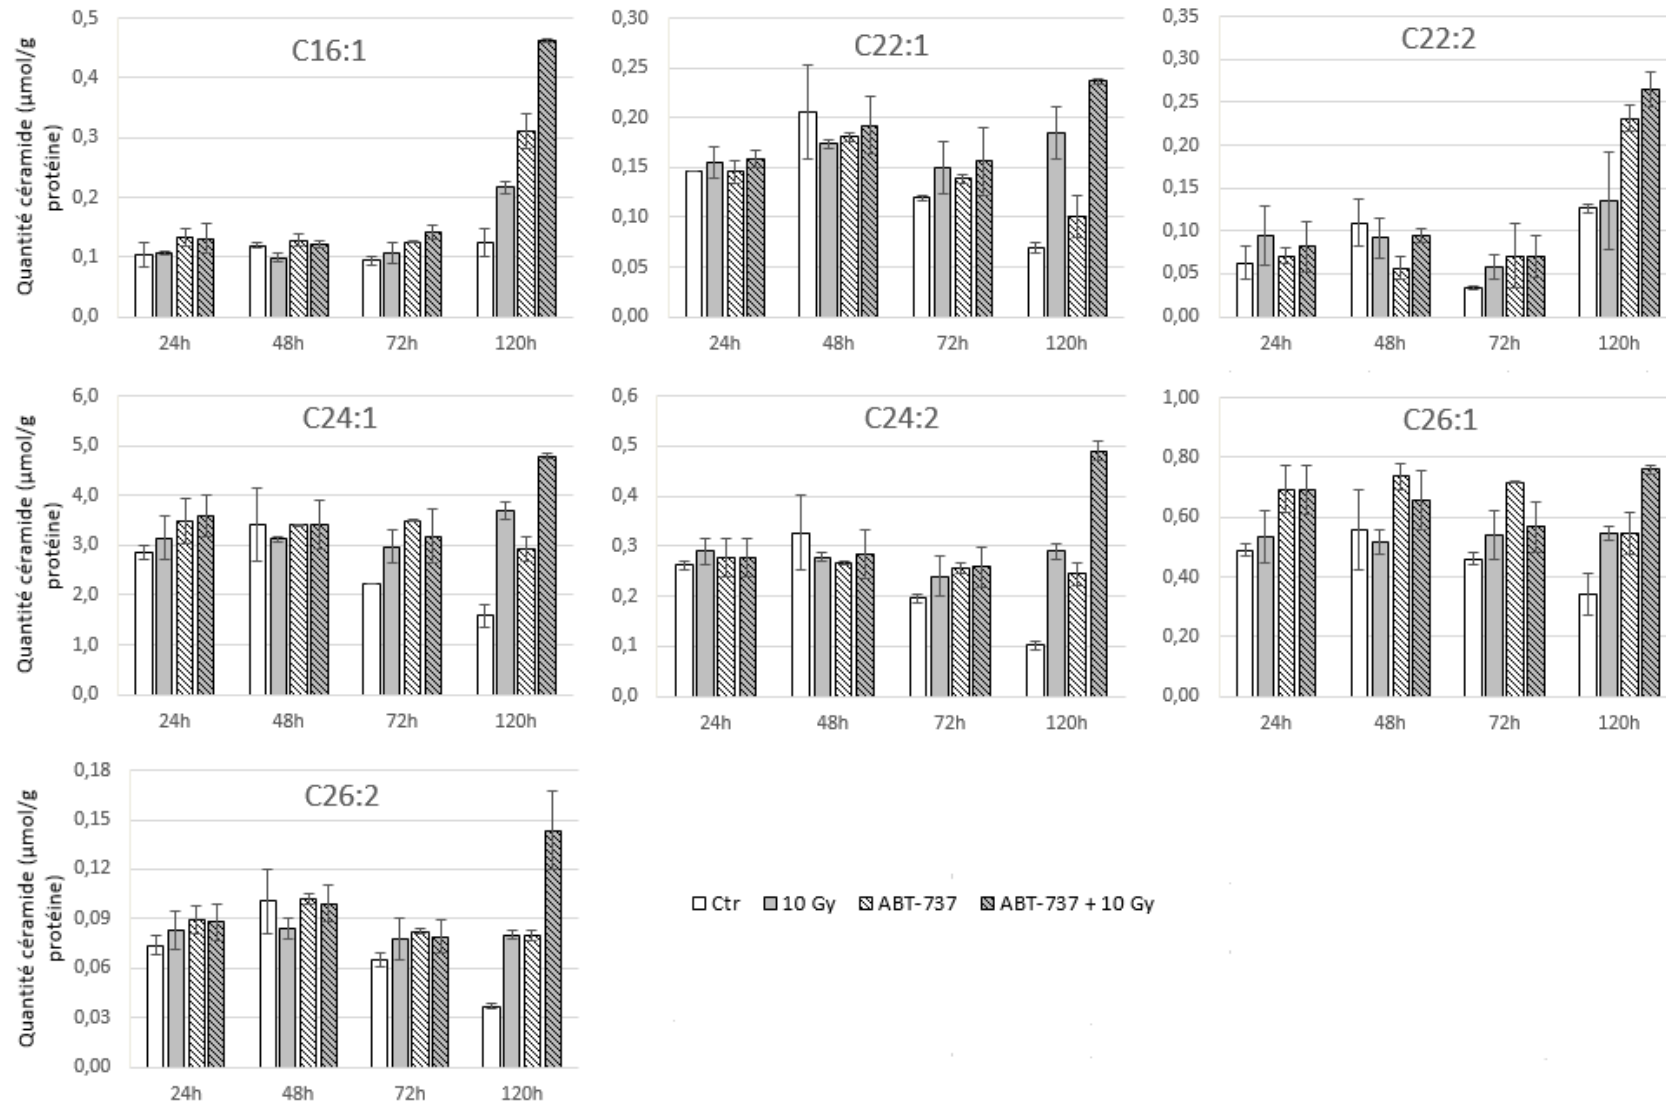 C16:1
Quantité céramide (µmol/g
protéine)
0,5
0,4
0,3
0,2
0,1
0,0
24h 48h 72h 120h
C22:1
0,30
0,25
0,20
0,15
0,10
0,05
0,00
24h 48h 72h 120h
C22:2
0,35
0,30
0,25
0,20
0,15
0,10
0,05
0,00
24h 48h 72h 120h
C24:1
Quantité céramide (µmol/g
protéine)
6,0
5,0
4,0
3,0
2,0
1,0
0,0
24h 48h 72h 120h
C24:2
0,6
0,5
0,4
0,3
0,2
0,1
0,0
24h 48h 72h 120h
C26:1
1,00
0,80
0,60
0,40
0,20
0,00
24h 48h 72h 120h
C26:2
Quantité céramide (µmol/g
protéine)
0,18
0,15
0,12
0,09
0,06
0,03
0,00
24h 48h 72h 120h
Ctr 10 Gy ABT-737 ABT-737 + 10 Gy